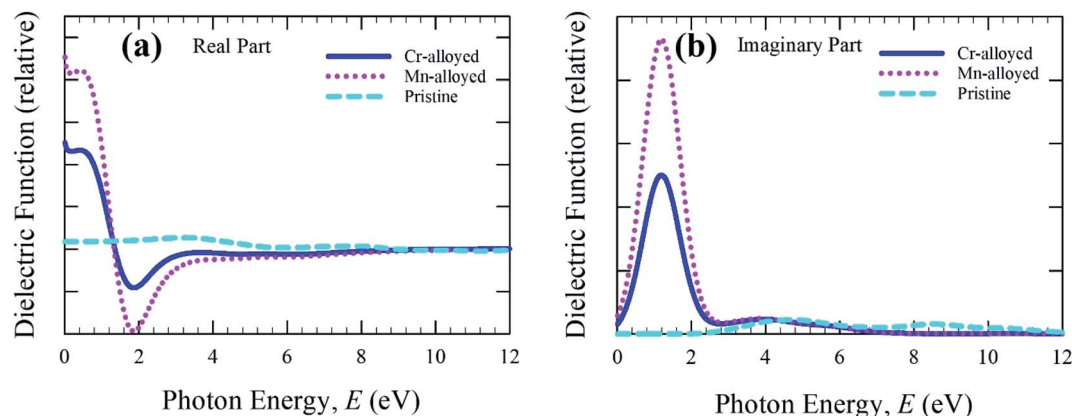 (a)
Real Part
Cr-alloyed
Mn-alloyed
Pristine
Dielectric Function (relative)
0 2 4 6 8 10 12
Photon Energy, E (eV)
(b)
Imaginary Part
Cr-alloyed
Mn-alloyed
Pristine
Dielectric Function (relative)
0 2 4 6 8 10 12
Photon Energy, E (eV)